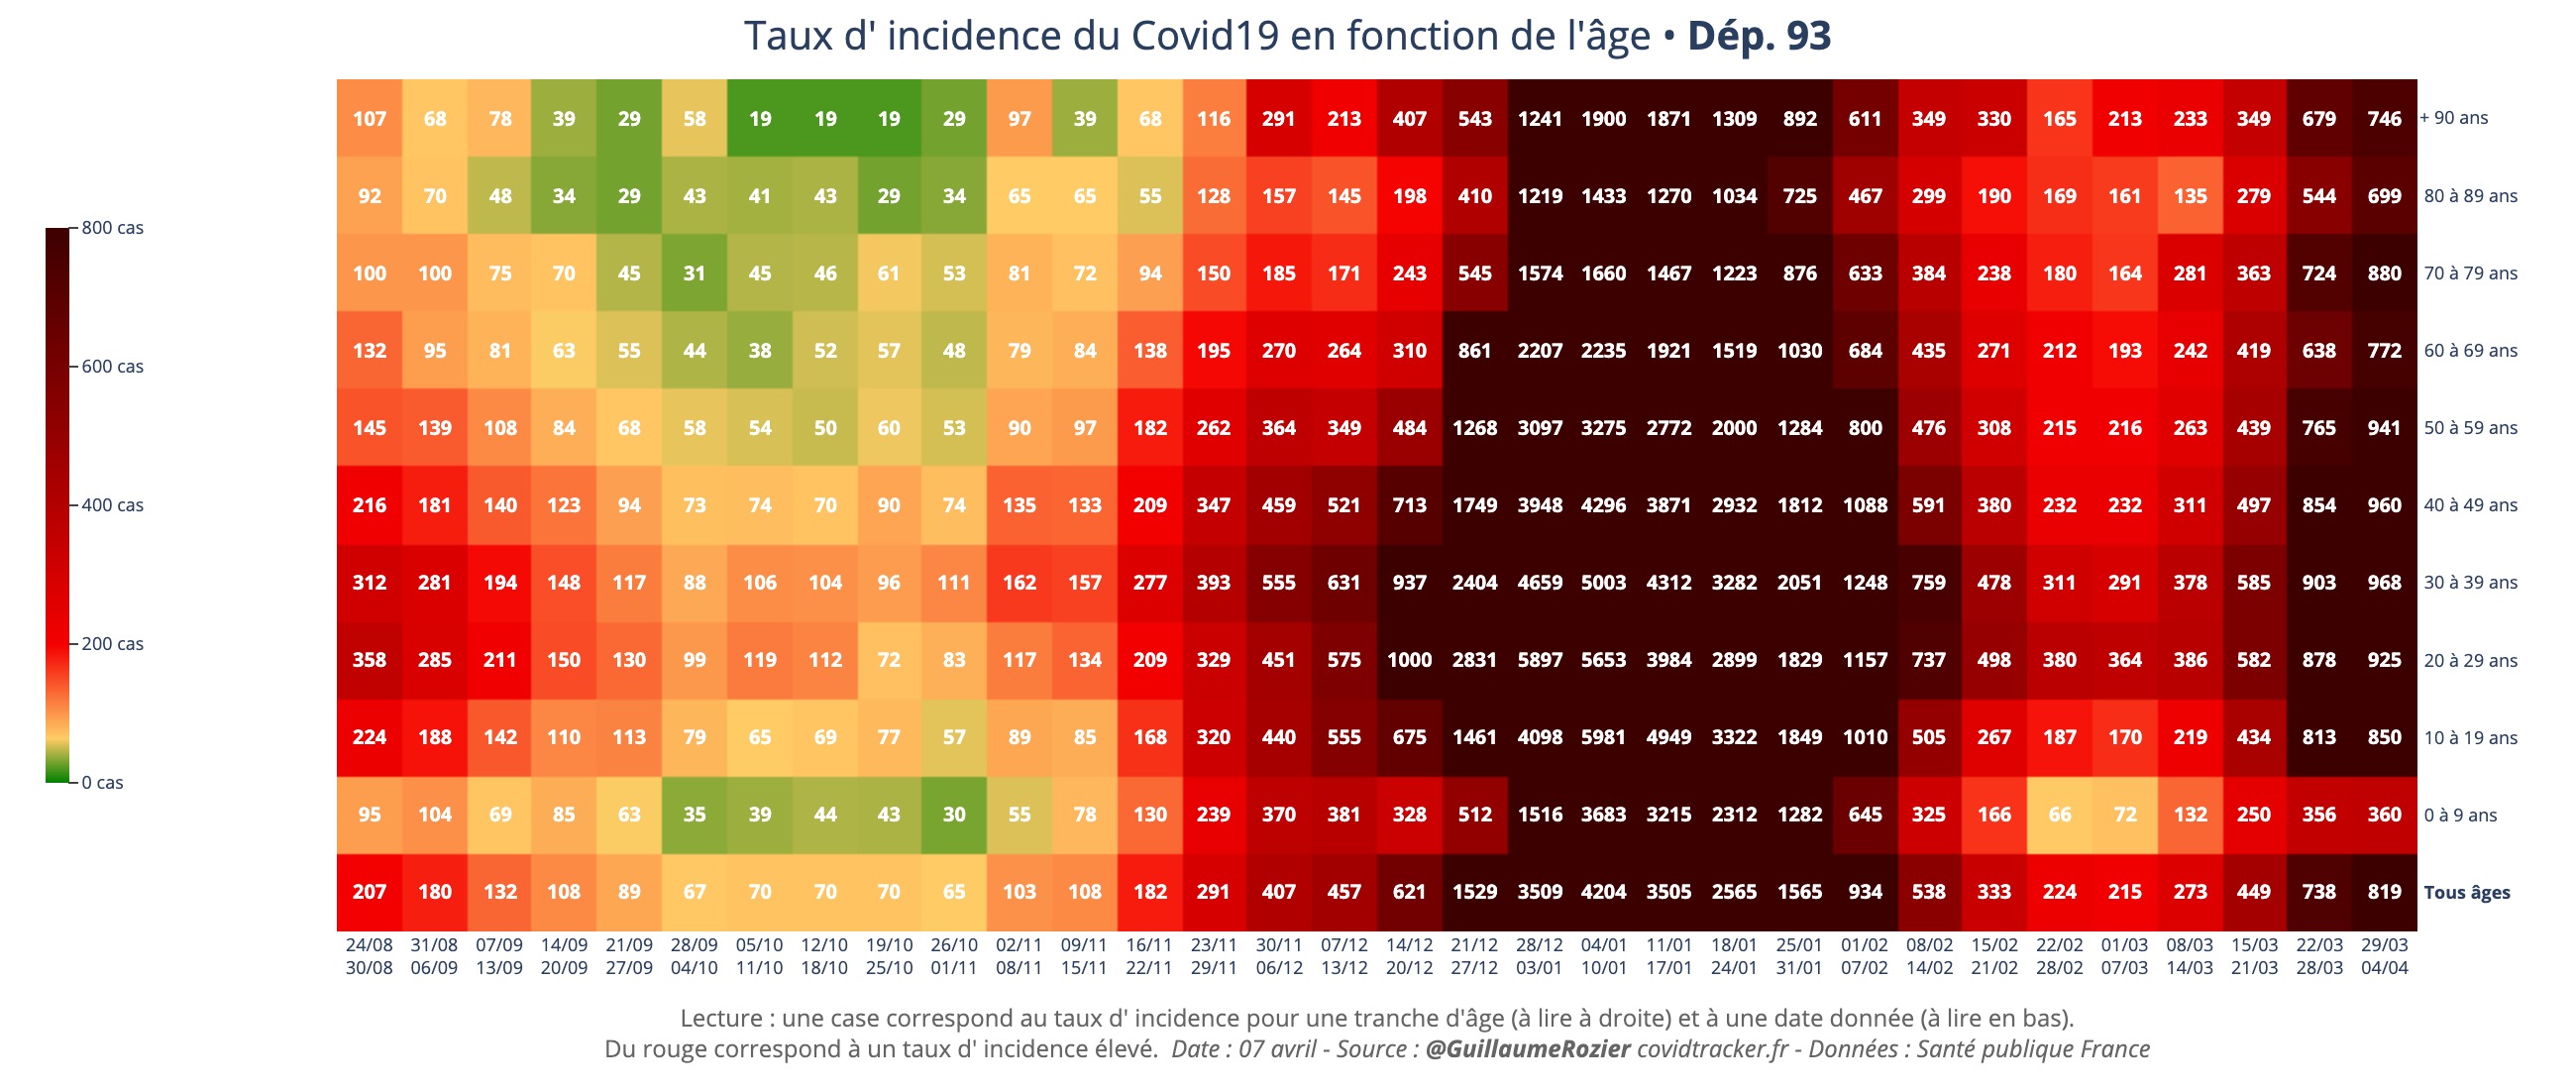 Taux d' incidence du Covid19 en fonction de l'âge • Dép. 93
800 cas
600 cas
400 cas
200 cas
0 cas
107 68 78 39 29 58 19 19 19 29 97 39 68 116 291 213 407 543 1241 1900 1871 1309 892 611 349 330 165 213 233 349 679 746 + 90 ans
92 70 48 34 29 43 41 43 29 34 65 65 55 128 157 145 198 410 1219 1433 1270 1034 725 467 299 190 169 161 135 279 544 699 80 à 89 ans
100 100 75 70 45 31 45 46 61 53 81 72 94 150 185 171 243 545 1574 1660 1467 1223 876 633 384 238 180 164 281 363 724 880 70 à 79 ans
132 95 81 63 55 44 38 52 57 48 79 84 138 195 270 264 310 861 2207 2235 1921 1519 1030 684 435 271 212 193 242 419 638 772 60 à 69 ans
145 139 108 84 68 58 54 50 60 53 90 97 182 262 364 349 484 1268 3097 3275 2772 2000 1284 800 476 308 215 216 263 439 765 941 50 à 59 ans
216 181 140 123 94 73 74 70 90 74 135 133 209 347 459 521 713 1749 3948 4296 3871 2932 1812 1088 591 380 232 232 311 497 854 960 40 à 49 ans
312 281 194 148 117 88 106 104 96 111 162 157 277 393 555 631 937 2404 4659 5003 4312 3282 2051 1248 759 478 311 291 378 585 903 968 30 à 39 ans
358 285 211 150 130 99 119 112 72 83 117 134 209 329 451 575 1000 2831 5897 5653 3984 2899 1829 1157 737 498 380 364 386 582 878 925 20 à 29 ans
224 188 142 110 113 79 65 69 77 57 89 85 168 320 440 555 675 1461 4098 5981 4949 3322 1849 1010 505 267 187 170 219 434 813 850 10 à 19 ans
95 104 69 85 63 35 39 44 43 30 55 78 130 239 370 381 328 512 1516 3683 3215 2312 1282 645 325 166 66 72 132 250 356 360 0 à 9 ans
207 180 132 108 89 67 70 70 70 65 103 108 182 291 407 457 621 1529 3509 4204 3505 2565 1565 934 538 333 224 215 273 449 738 819 Tous âges
24/08 31/08 07/09 14/09 21/09 28/09 05/10 12/10 19/10 26/10 02/11 09/11 16/11 23/11 30/11 07/12 14/12 21/12 28/12 04/01 11/01 18/01 25/01 01/02 08/02 15/02 22/02 01/03 08/03 15/03 22/03 29/03
30/08 06/09 13/09 20/09 27/09 04/10 11/10 18/10 25/10 01/11 08/11 15/11 22/11 29/11 06/12 13/12 20/12 27/12 03/01 10/01 17/01 24/01 31/01 07/02 14/02 21/02 28/02 07/03 14/03 21/03 28/03 04/04
Lecture : une case correspond au taux d' incidence pour une tranche d'âge (à lire à droite) et à une date donnée (à lire en bas).
Du rouge correspond à un taux d' incidence élevé. Date : 07 avril - Source : @GuillaumeRozier covidtracker.fr - Données : Santé publique France